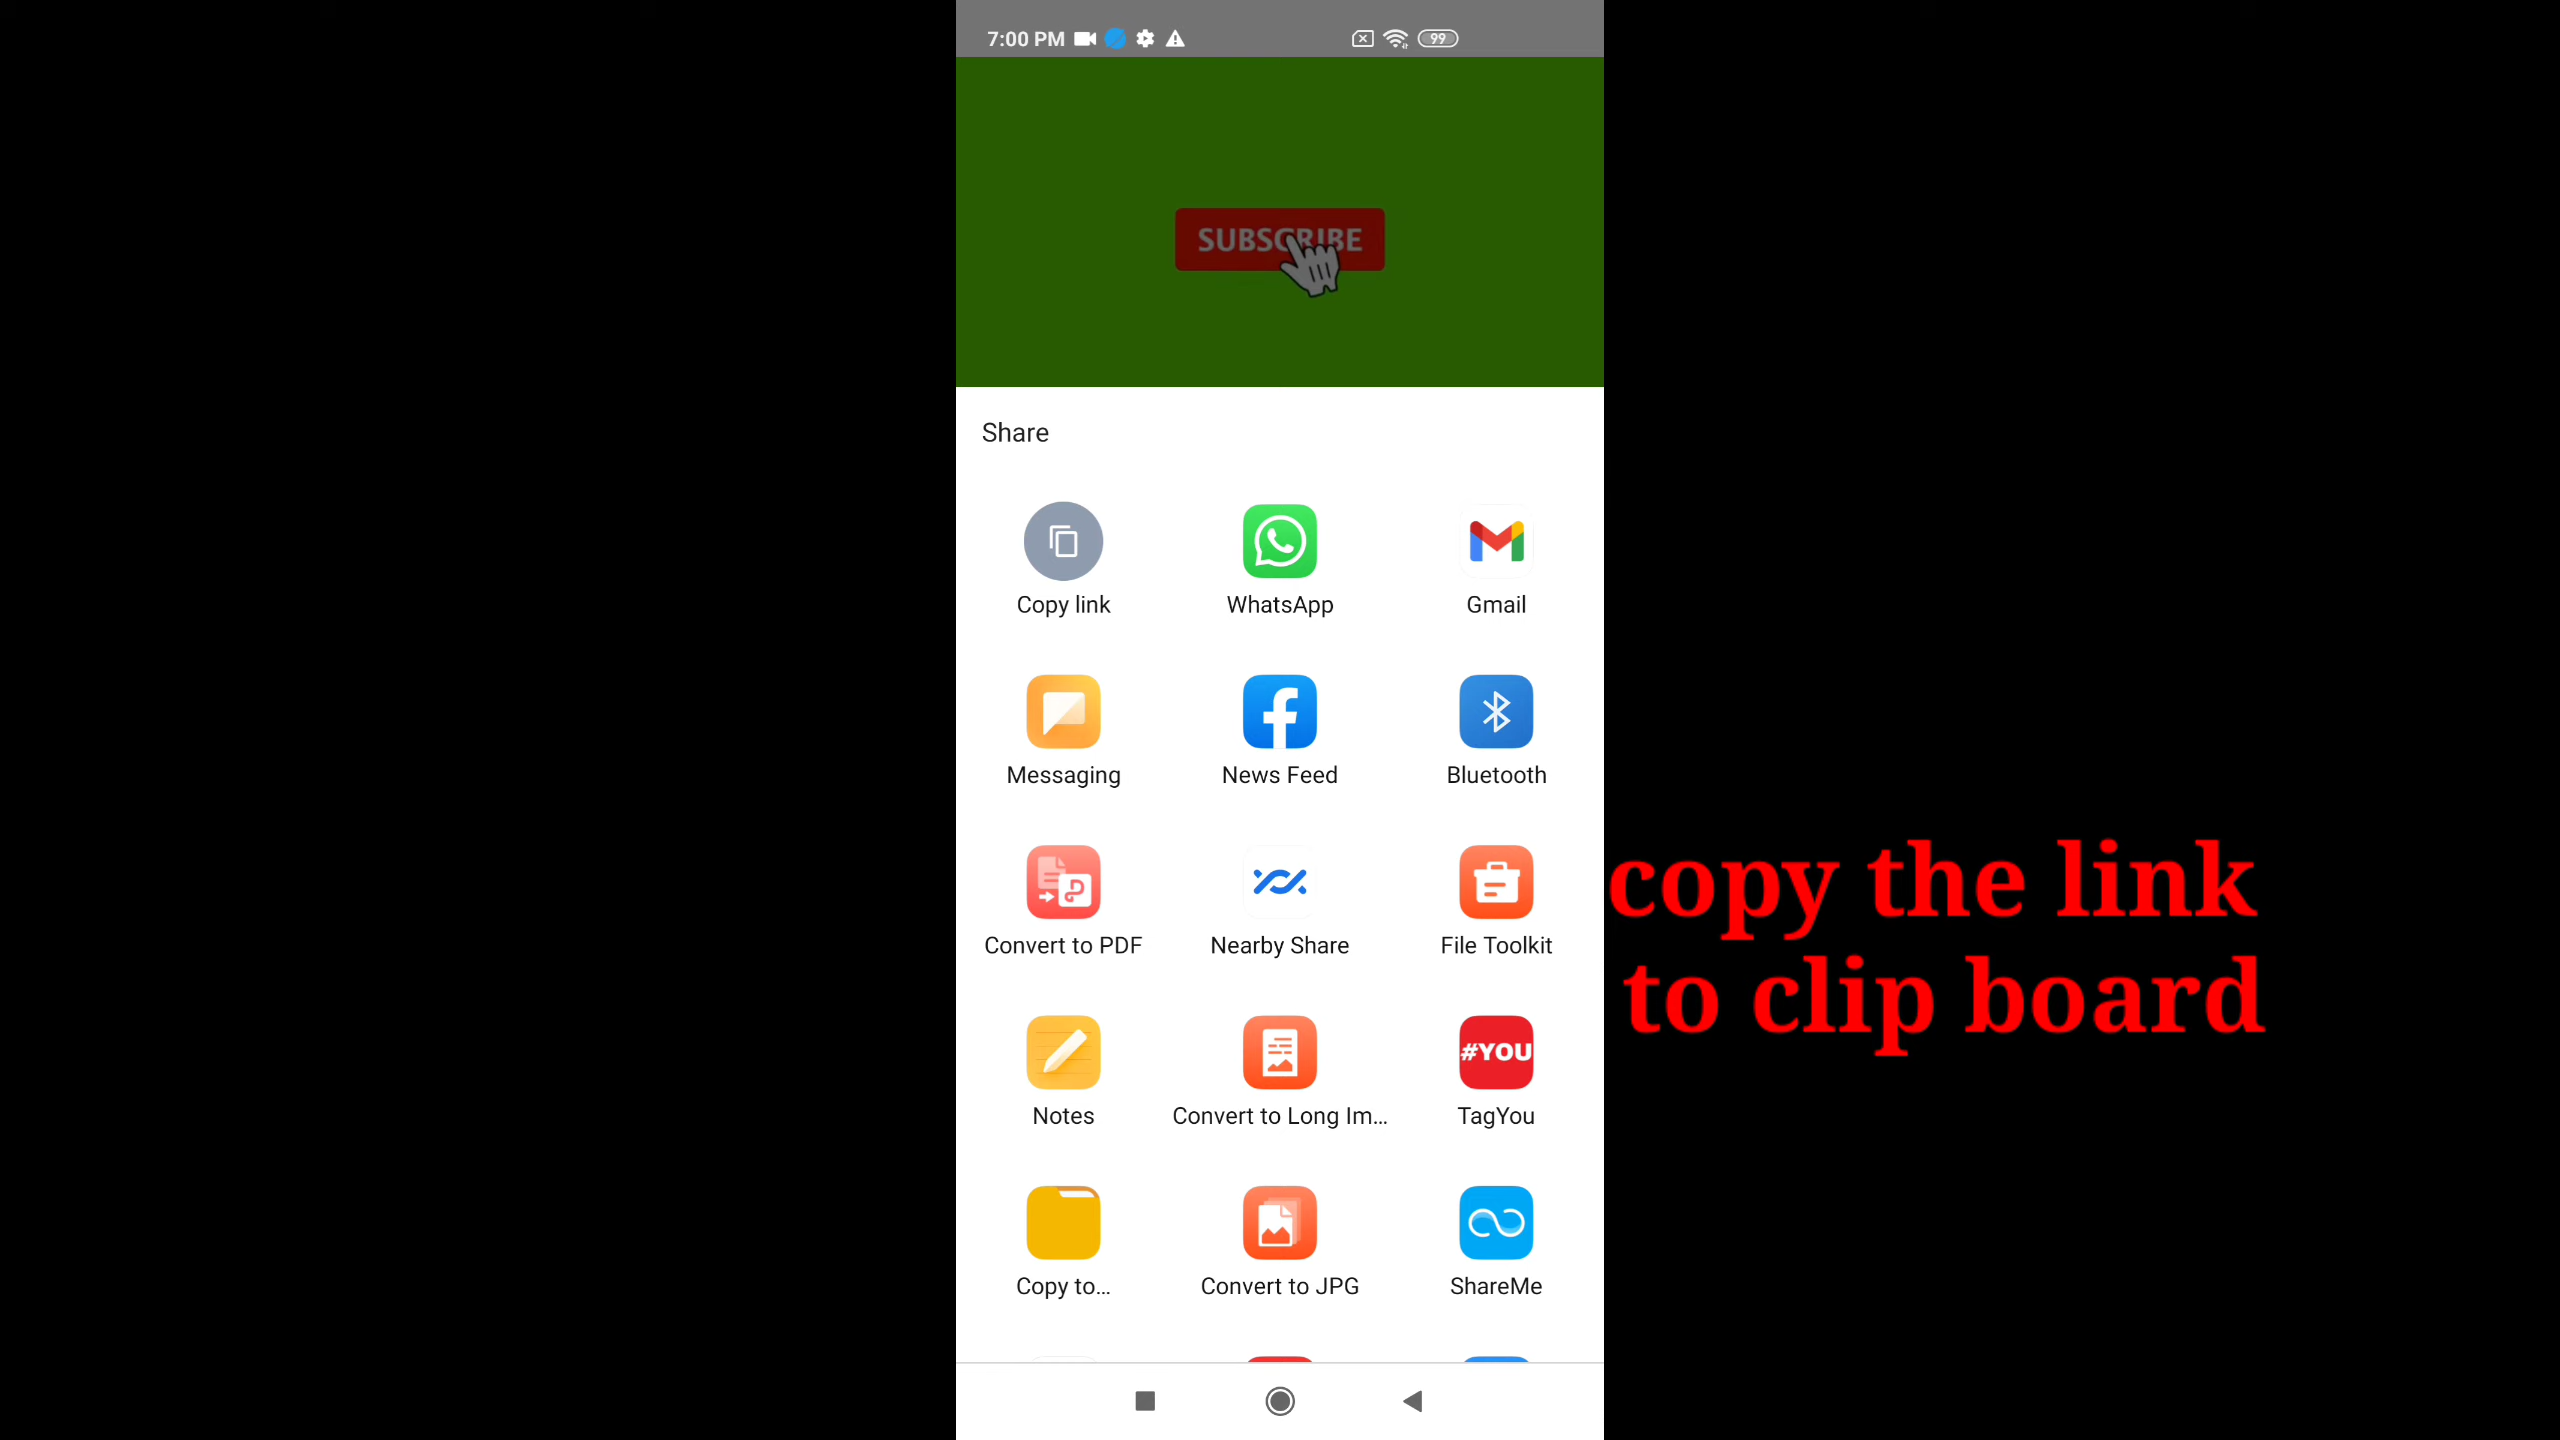 7:00 PM
99
SUBSCRIBE
Share
Copy link
WhatsApp
Gmail
Messaging
News Feed
Bluetooth
Convert to PDF
Nearby Share
File Toolkit
Notes
Convert to Long Im...
#YOU
TagYou
Copy to...
Convert to JPG
ShareMe
copy the link
to clip board